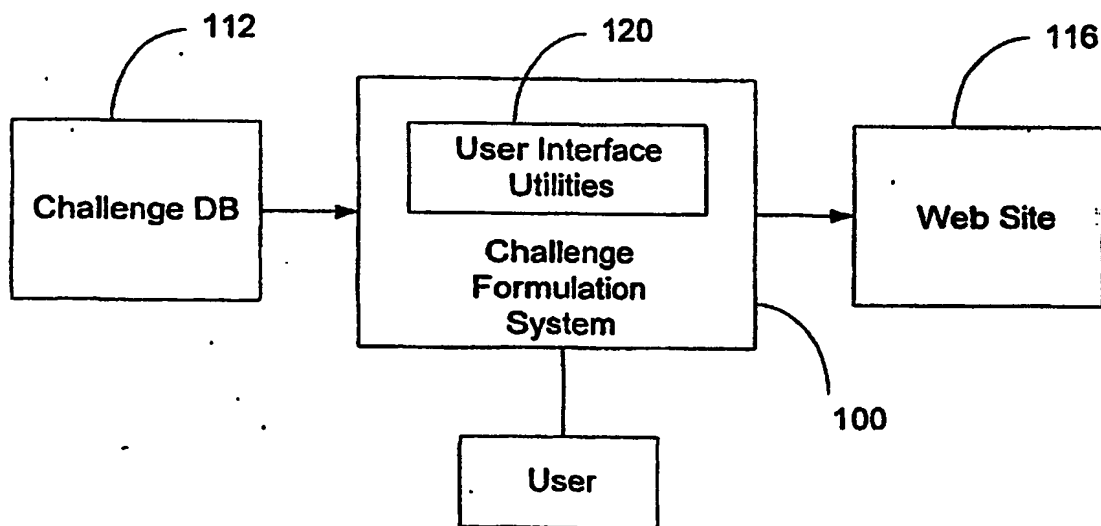 112
120
116
User Interface
Utilities
Challenge DB
Web Site
Challenge
Formulation
System
100
User